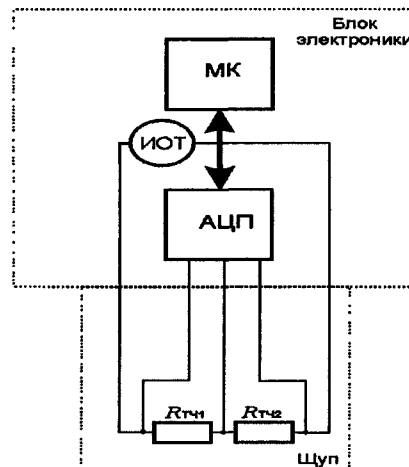 Блок
электроники
МК
ИОТ
АЦП
RТЧ1
RТЧ2
Щуп